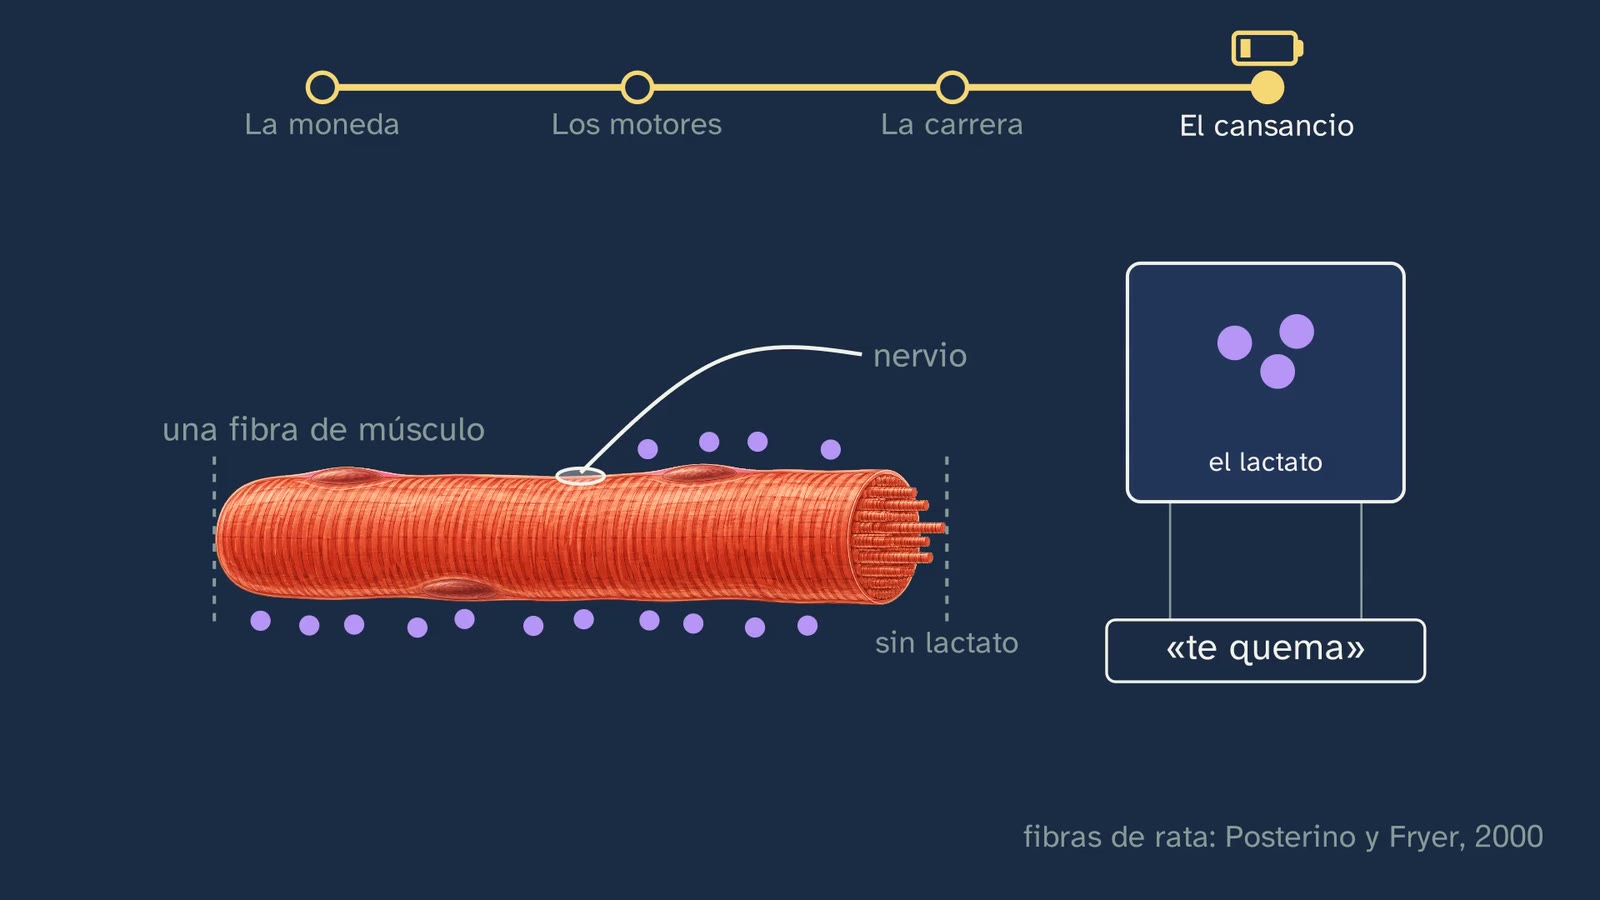 La moneda
Los motores
La carrera
El cansancio
nervio
una fibra de músculo
el lactato
sin lactato
«te quema»
fibras de rata: Posterino y Fryer, 2000